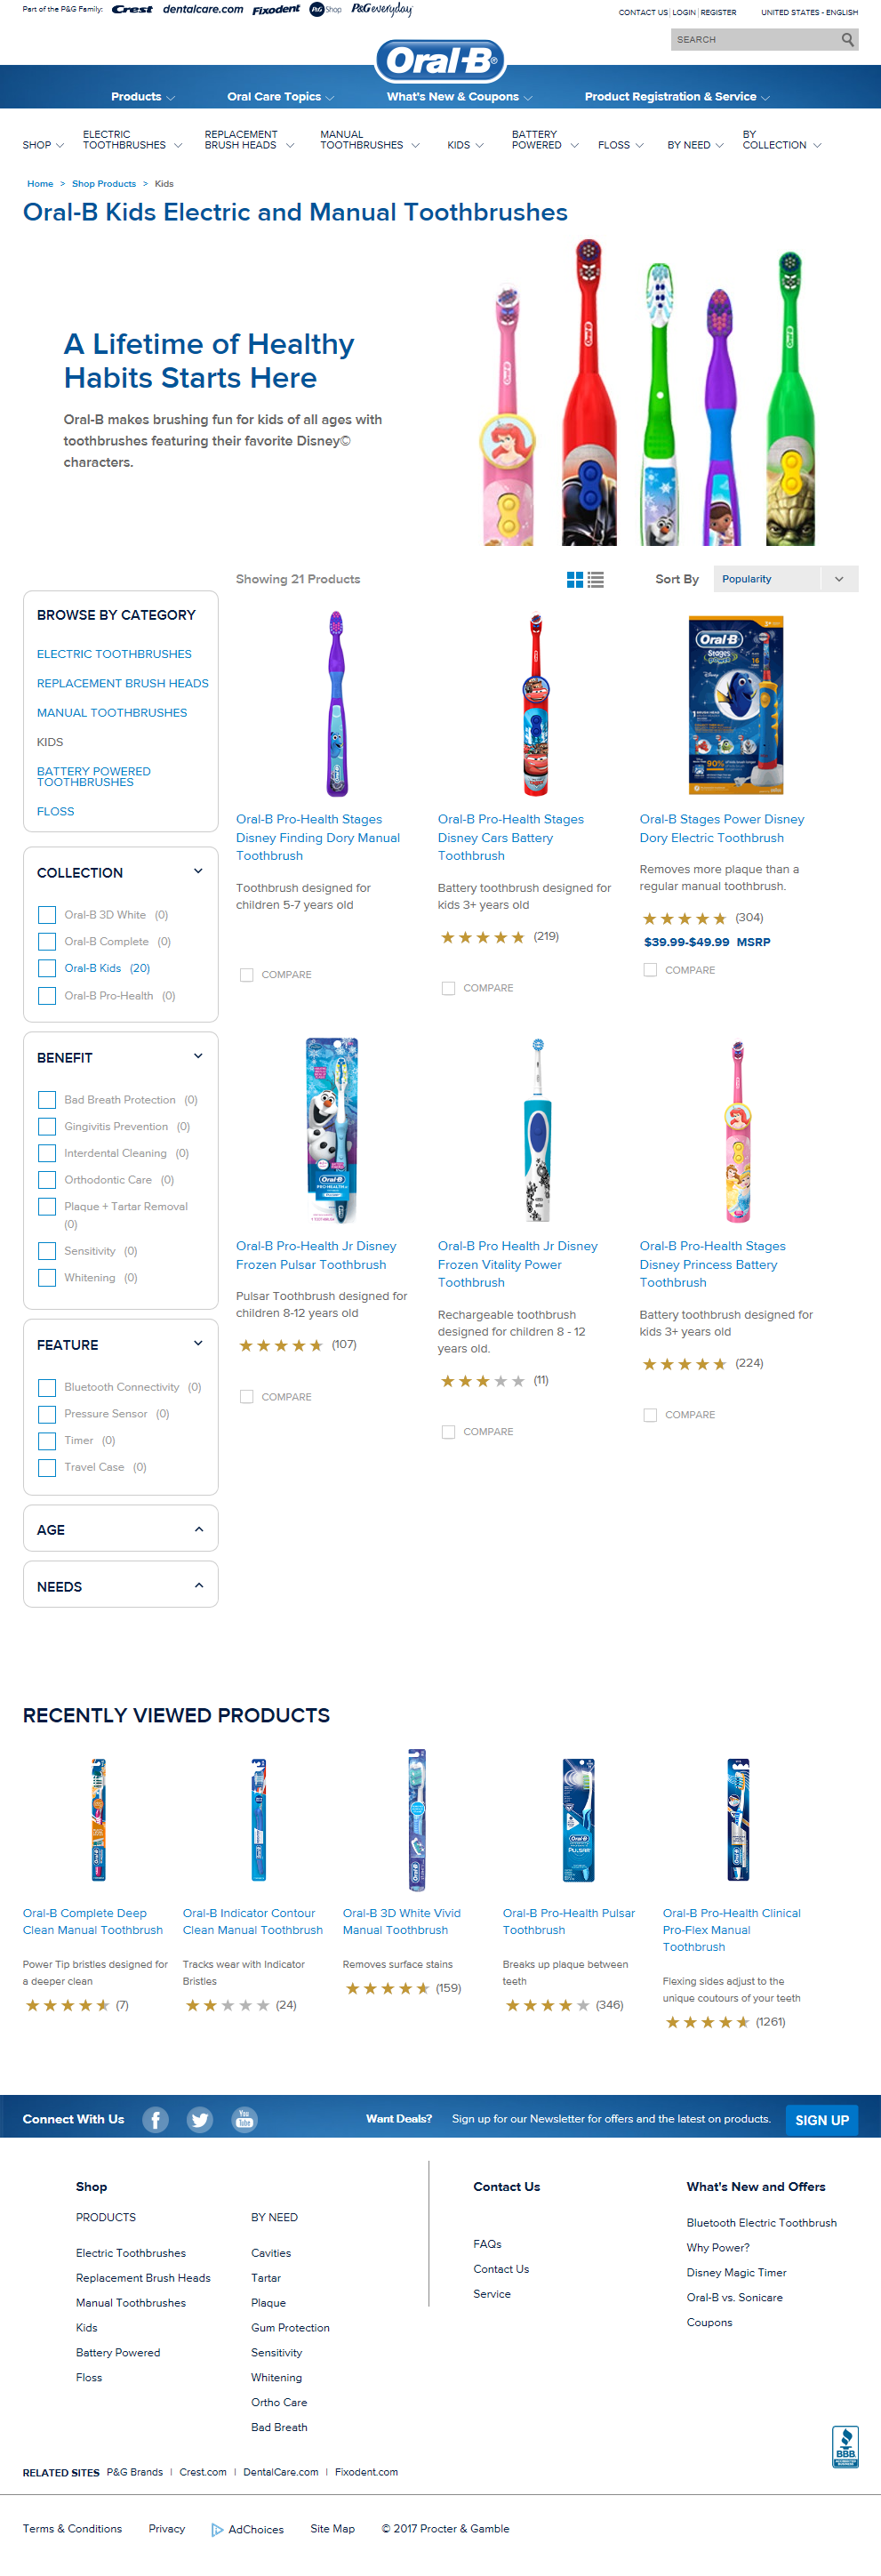 Part of the P&G Family: Crest dentalcare.com Fixodent P&G Shop P&G everyday
CONTACT US | LOGIN | REGISTER UNITED STATES - ENGLISH
SEARCH
Oral-B®
Products Oral Care Topics What's New & Coupons Product Registration & Service
SHOP ELECTRIC TOOTHBRUSHES REPLACEMENT BRUSH HEADS MANUAL TOOTHBRUSHES KIDS BATTERY POWERED FLOSS BY NEED BY COLLECTION
Home > Shop Products > Kids
Oral-B Kids Electric and Manual Toothbrushes
A Lifetime of Healthy
Habits Starts Here
Oral-B makes brushing fun for kids of all ages with
toothbrushes featuring their favorite Disney©
characters.
Showing 21 Products
Sort By Popularity
BROWSE BY CATEGORY
ELECTRIC TOOTHBRUSHES
REPLACEMENT BRUSH HEADS
MANUAL TOOTHBRUSHES
KIDS
BATTERY POWERED
TOOTHBRUSHES
FLOSS
COLLECTION
Oral-B 3D White (0)
Oral-B Complete (0)
Oral-B Kids (20)
Oral-B Pro-Health (0)
BENEFIT
Bad Breath Protection (0)
Gingivitis Prevention (0)
Interdental Cleaning (0)
Orthodontic Care (0)
Plaque + Tartar Removal
(0)
Sensitivity (0)
Whitening (0)
FEATURE
Bluetooth Connectivity (0)
Pressure Sensor (0)
Timer (0)
Travel Case (0)
AGE
NEEDS
Oral-B Pro-Health Stages
Disney Finding Dory Manual
Toothbrush
Toothbrush designed for
children 5-7 years old
COMPARE
Oral-B Pro-Health Stages
Disney Cars Battery
Toothbrush
Battery toothbrush designed for
kids 3+ years old
(219)
COMPARE
Oral-B
Stages
power
Disney
90%
Oral-B Stages Power Disney
Dory Electric Toothbrush
Removes more plaque than a
regular manual toothbrush.
(304)
$39.99-$49.99 MSRP
COMPARE
Oral-B
PRO-HEALTH
Oral-B Pro-Health Jr Disney
Frozen Pulsar Toothbrush
Pulsar Toothbrush designed for
children 8-12 years old
(107)
COMPARE
Oral-B Pro Health Jr Disney
Frozen Vitality Power
Toothbrush
Rechargeable toothbrush
designed for children 8 - 12
years old.
(11)
COMPARE
Oral-B Pro-Health Stages
Disney Princess Battery
Toothbrush
Battery toothbrush designed for
kids 3+ years old
(224)
COMPARE
RECENTLY VIEWED PRODUCTS
Oral-B Complete Deep
Clean Manual Toothbrush
Power Tip bristles designed for
a deeper clean
(7)
Oral-B Indicator Contour
Clean Manual Toothbrush
Tracks wear with Indicator
Bristles
(24)
Oral-B 3D White Vivid
Manual Toothbrush
Removes surface stains
(159)
Oral-B
PULSAR
Oral-B Pro-Health Pulsar
Toothbrush
Breaks up plaque between
teeth
(346)
Oral-B Pro-Health Clinical
Pro-Flex Manual
Toothbrush
Flexing sides adjust to the
unique coutours of your teeth
(1261)
Connect With Us You Tube Want Deals? Sign up for our Newsletter for offers and the latest on products. SIGN UP
Shop
PRODUCTS
Electric Toothbrushes
Replacement Brush Heads
Manual Toothbrushes
Kids
Battery Powered
Floss
BY NEED
Cavities
Tartar
Plaque
Gum Protection
Sensitivity
Whitening
Ortho Care
Bad Breath
Contact Us
FAQs
Contact Us
Service
What's New and Offers
Bluetooth Electric Toothbrush
Why Power?
Disney Magic Timer
Oral-B vs. Sonicare
Coupons
BBB
RELATED SITES P&G Brands | Crest.com | DentalCare.com | Fixodent.com
Terms & Conditions Privacy AdChoices Site Map © 2017 Procter & Gamble